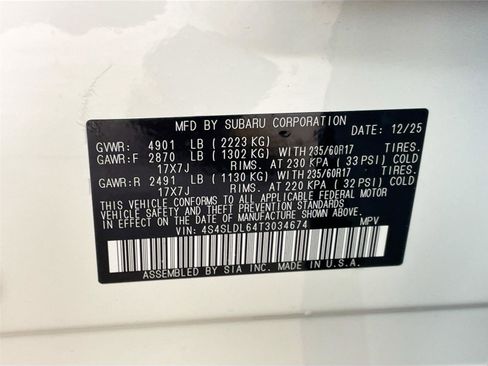 MFD BY SUBARU CORPORATION DATE: 12/25
GVWR: 4901 LB (2223 KG) TIRES.
GAWR:F 2870 LB (1302 KG) WITH 235/60R17
17X7J RIMS. AT 230 KPA (33 PSI) COLD
GAWR:R 2491 LB (1130 KG) WITH 235/60R17 TIRES.
17X7J RIMS. AT 220 KPA (32 PSI) COLD
THIS VEHICLE CONFORMS TO ALL APPLICABLE FEDERAL MOTOR
VEHICLE SAFETY, BUMPER, AND THEFT PREVENTION STANDARDS
IN EFFECT ON THE DATE OF MANUFACTURE SHOWN ABOVE.
VIN: 4S4SLDL64T3034674 MPV
ASSEMBLED BY SIA INC. MADE IN U.S.A.